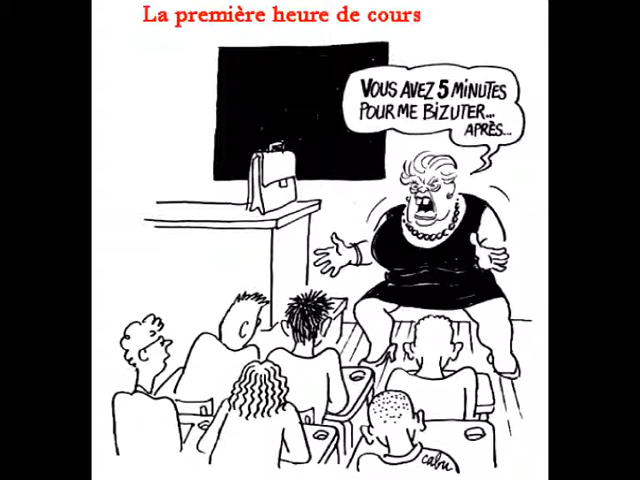 La première heure de cours
VOUS AVEZ 5 MINUTES
POUR ME BIZUTER...
APRÈS...
cabu